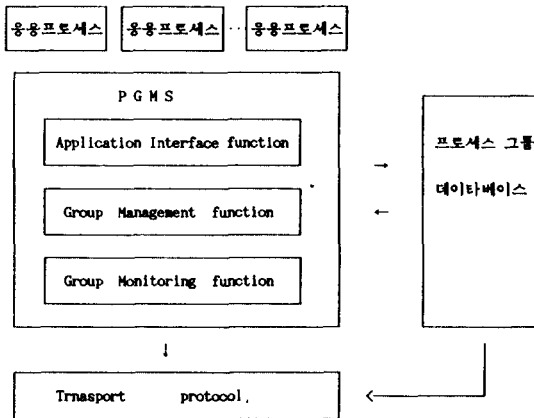 응용프로세스 응용프로세스 ... 응용프로세스
P G M S
Application Interface function
프로세스 그룹
Group Management function
데이타베이스
Group Monitoring function
Trnasport protocol,